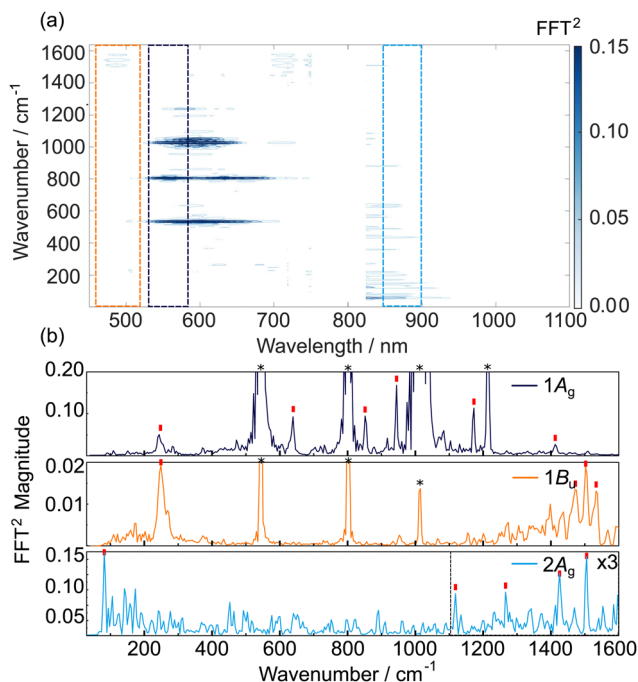 (a)
FFT²
1600
1400
1200
1000
800
600
400
200
Wavenumber / cm⁻¹
0.15
0.10
0.05
0.00
500 600 700 800 900 1000 1100
Wavelength / nm
(b)
0.20
0.10
* * * *
1Ag
0.02
0.01
* * *
1Bu
0.15
0.10
0.05
2Ag x3
FFT² Magnitude
200 400 600 800 1000 1200 1400 1600
Wavenumber / cm⁻¹